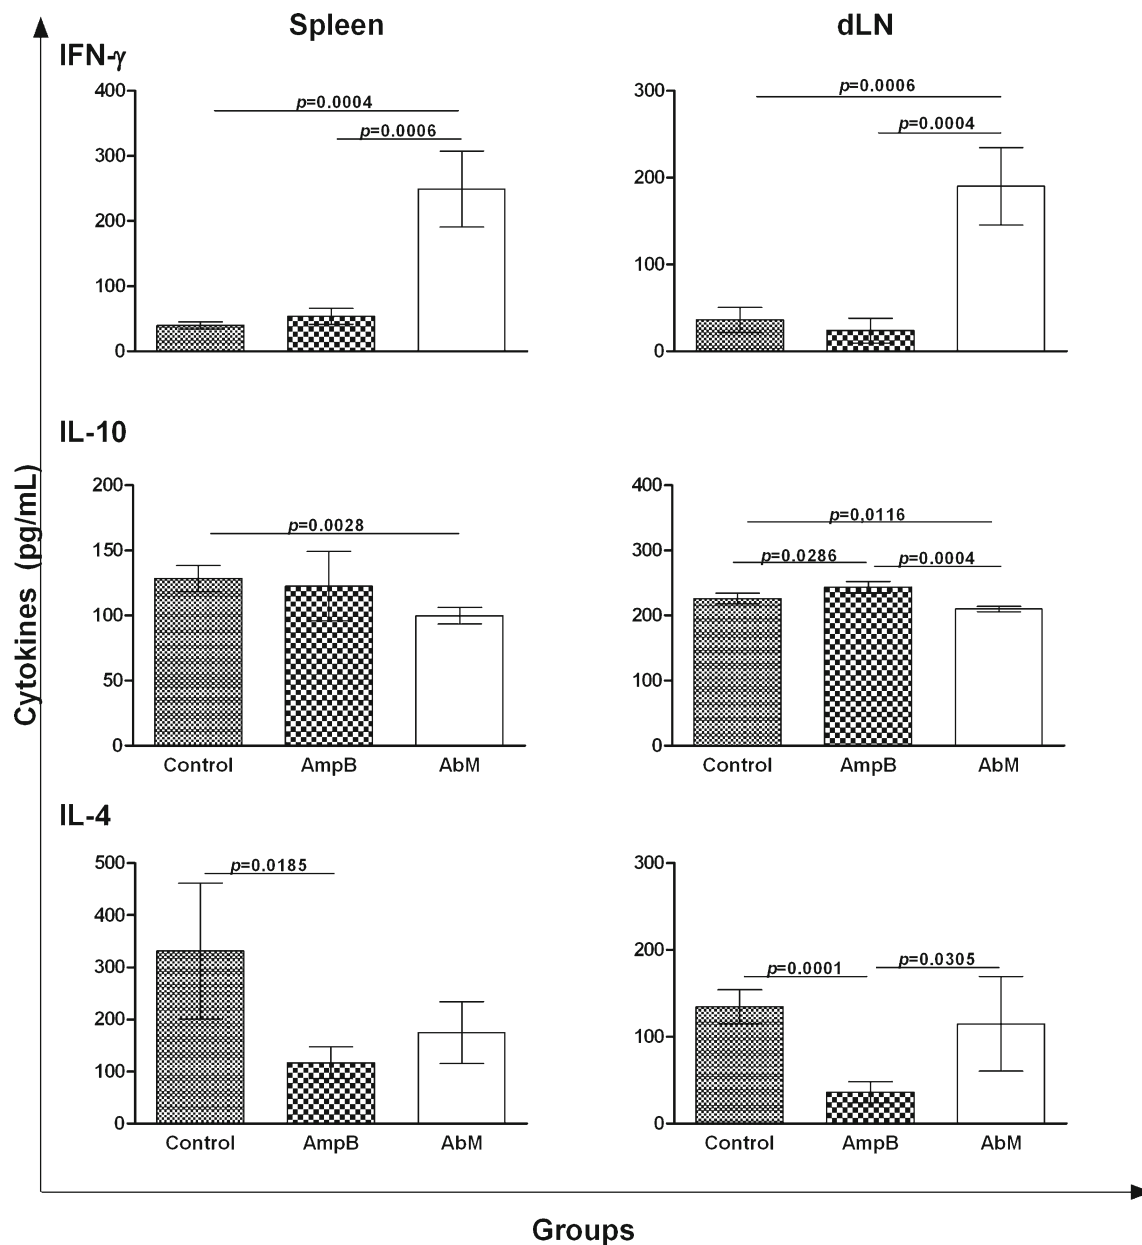 Spleen
dLN
IFN-γ
400
300
200
100
0
p=0.0004
p=0.0006
300
200
100
0
p=0.0006
p=0.0004
IL-10
200
150
100
50
0
p=0.0028
Control AmpB AbM
400
300
200
100
0
p=0,0116
p=0.0286
p=0.0004
Control AmpB AbM
IL-4
500
400
300
200
100
0
p=0.0185
Control AmpB AbM
300
200
100
0
p=0.0001
p=0.0305
Control AmpB AbM
Cytokines (pg/mL)
Groups